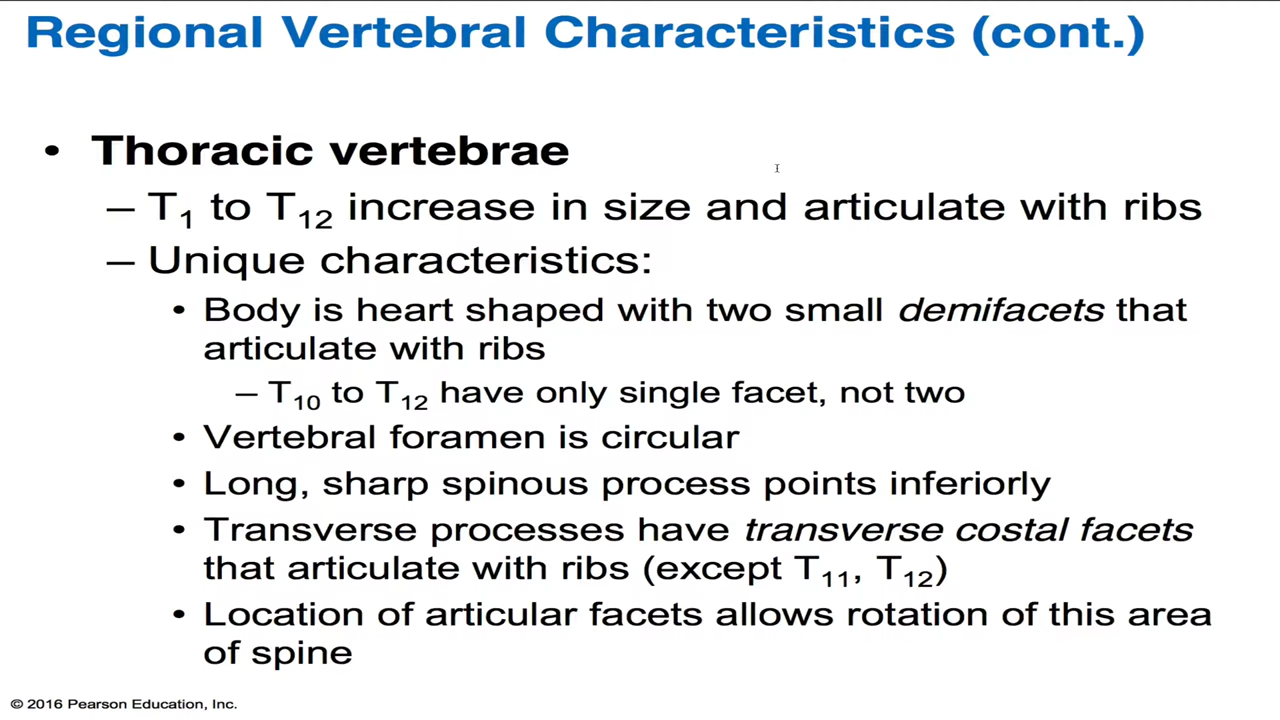 Regional Vertebral Characteristics (cont.)
• Thoracic vertebrae
– T₁ to T₁₂ increase in size and articulate with ribs
– Unique characteristics:
• Body is heart shaped with two small demifacets that
articulate with ribs
– T₁₀ to T₁₂ have only single facet, not two
• Vertebral foramen is circular
• Long, sharp spinous process points inferiorly
• Transverse processes have transverse costal facets
that articulate with ribs (except T₁₁, T₁₂)
• Location of articular facets allows rotation of this area
of spine
© 2016 Pearson Education, Inc.